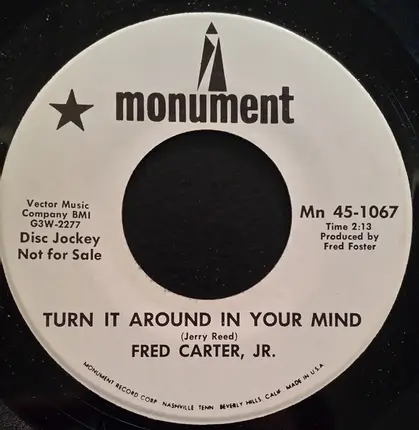 monument
Vector Music
Company BMI
G3W-2277
Disc Jockey
Not for Sale
Mn 45-1067
Time 2:13
Produced by
Fred Foster
TURN IT AROUND IN YOUR MIND
(Jerry Reed)
FRED CARTER, JR.
MONUMENT RECORD CORP NASHVILLE TENN BEVERLY HILLS, CALIF. MADE IN U.S.A.